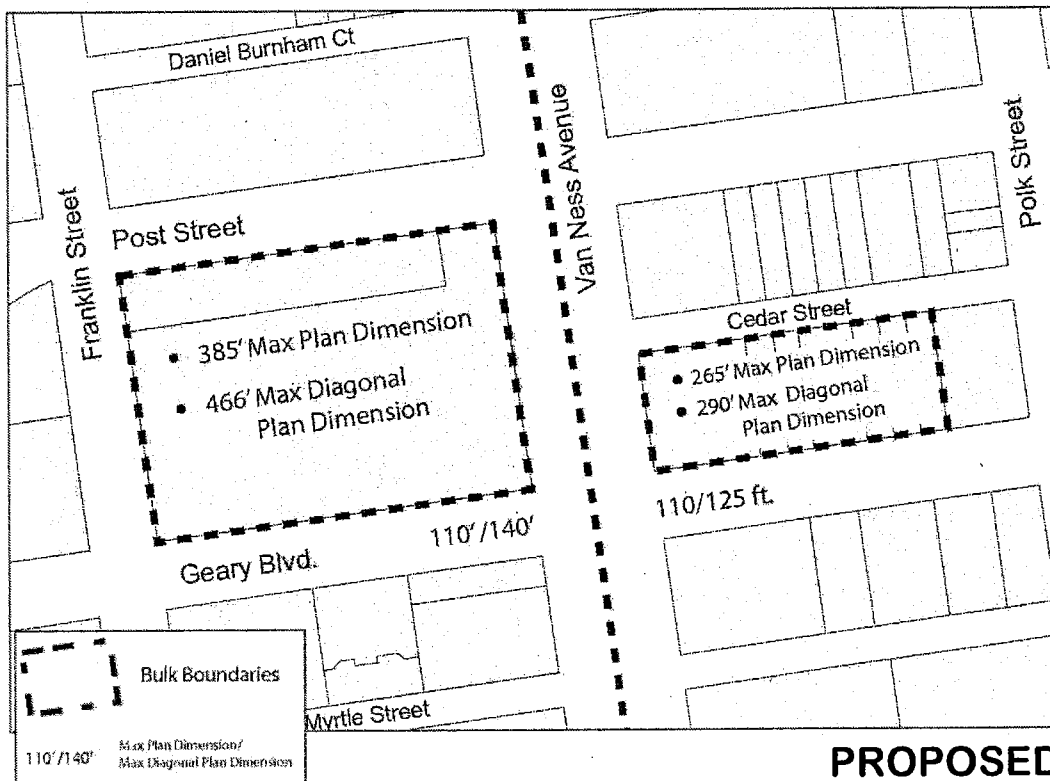 Daniel Burnham Ct
Franklin Street
Post Street
Van Ness Avenue
Polk Street
Cedar Street
• 385' Max Plan Dimension
• 466' Max Diagonal
Plan Dimension
• 265' Max Plan Dimension
• 290' Max Diagonal
Plan Dimension
110'/140'
110/125 ft.
Geary Blvd.
Myrtle Street
Bulk Boundaries
110'/140'
Max Plan Dimension/
Max Diagonal Plan Dimension
PROPOSED